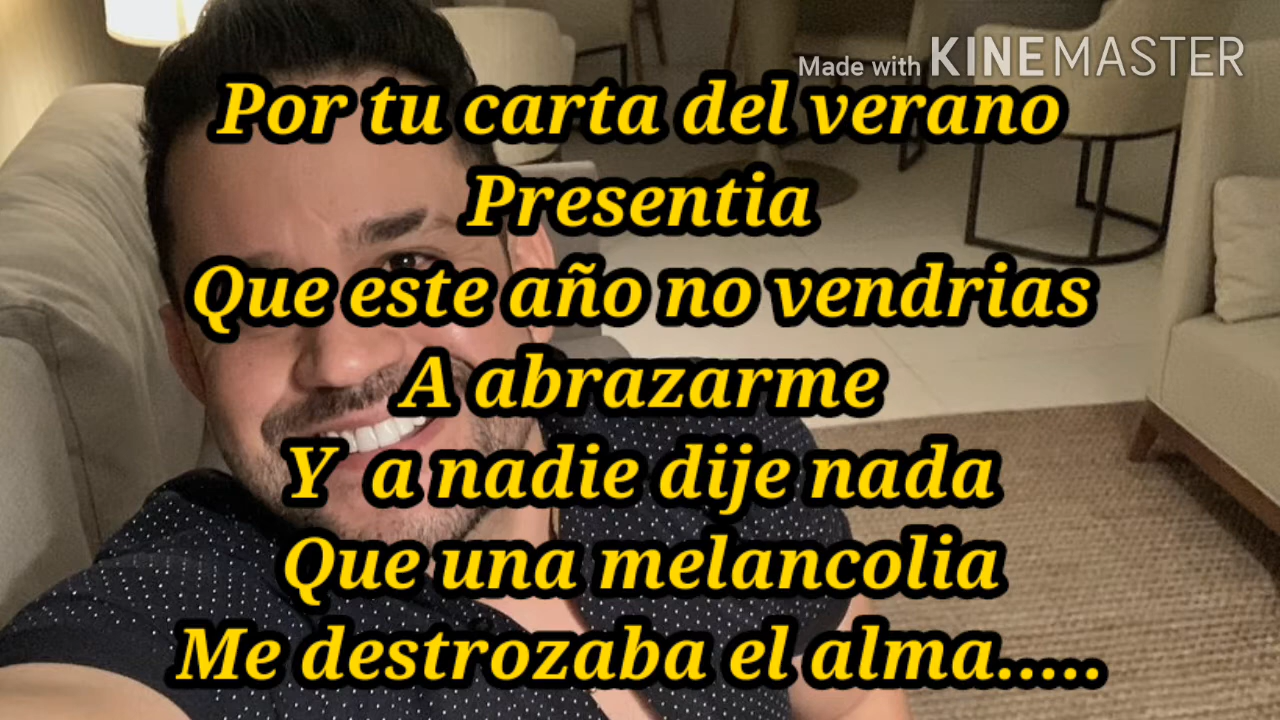 Made with KINEMASTER
Por tu carta del verano
Presentia
Que este año no vendrias
A abrazarme
Y a nadie dije nada
Que una melancolia
Me destrozaba el alma.....